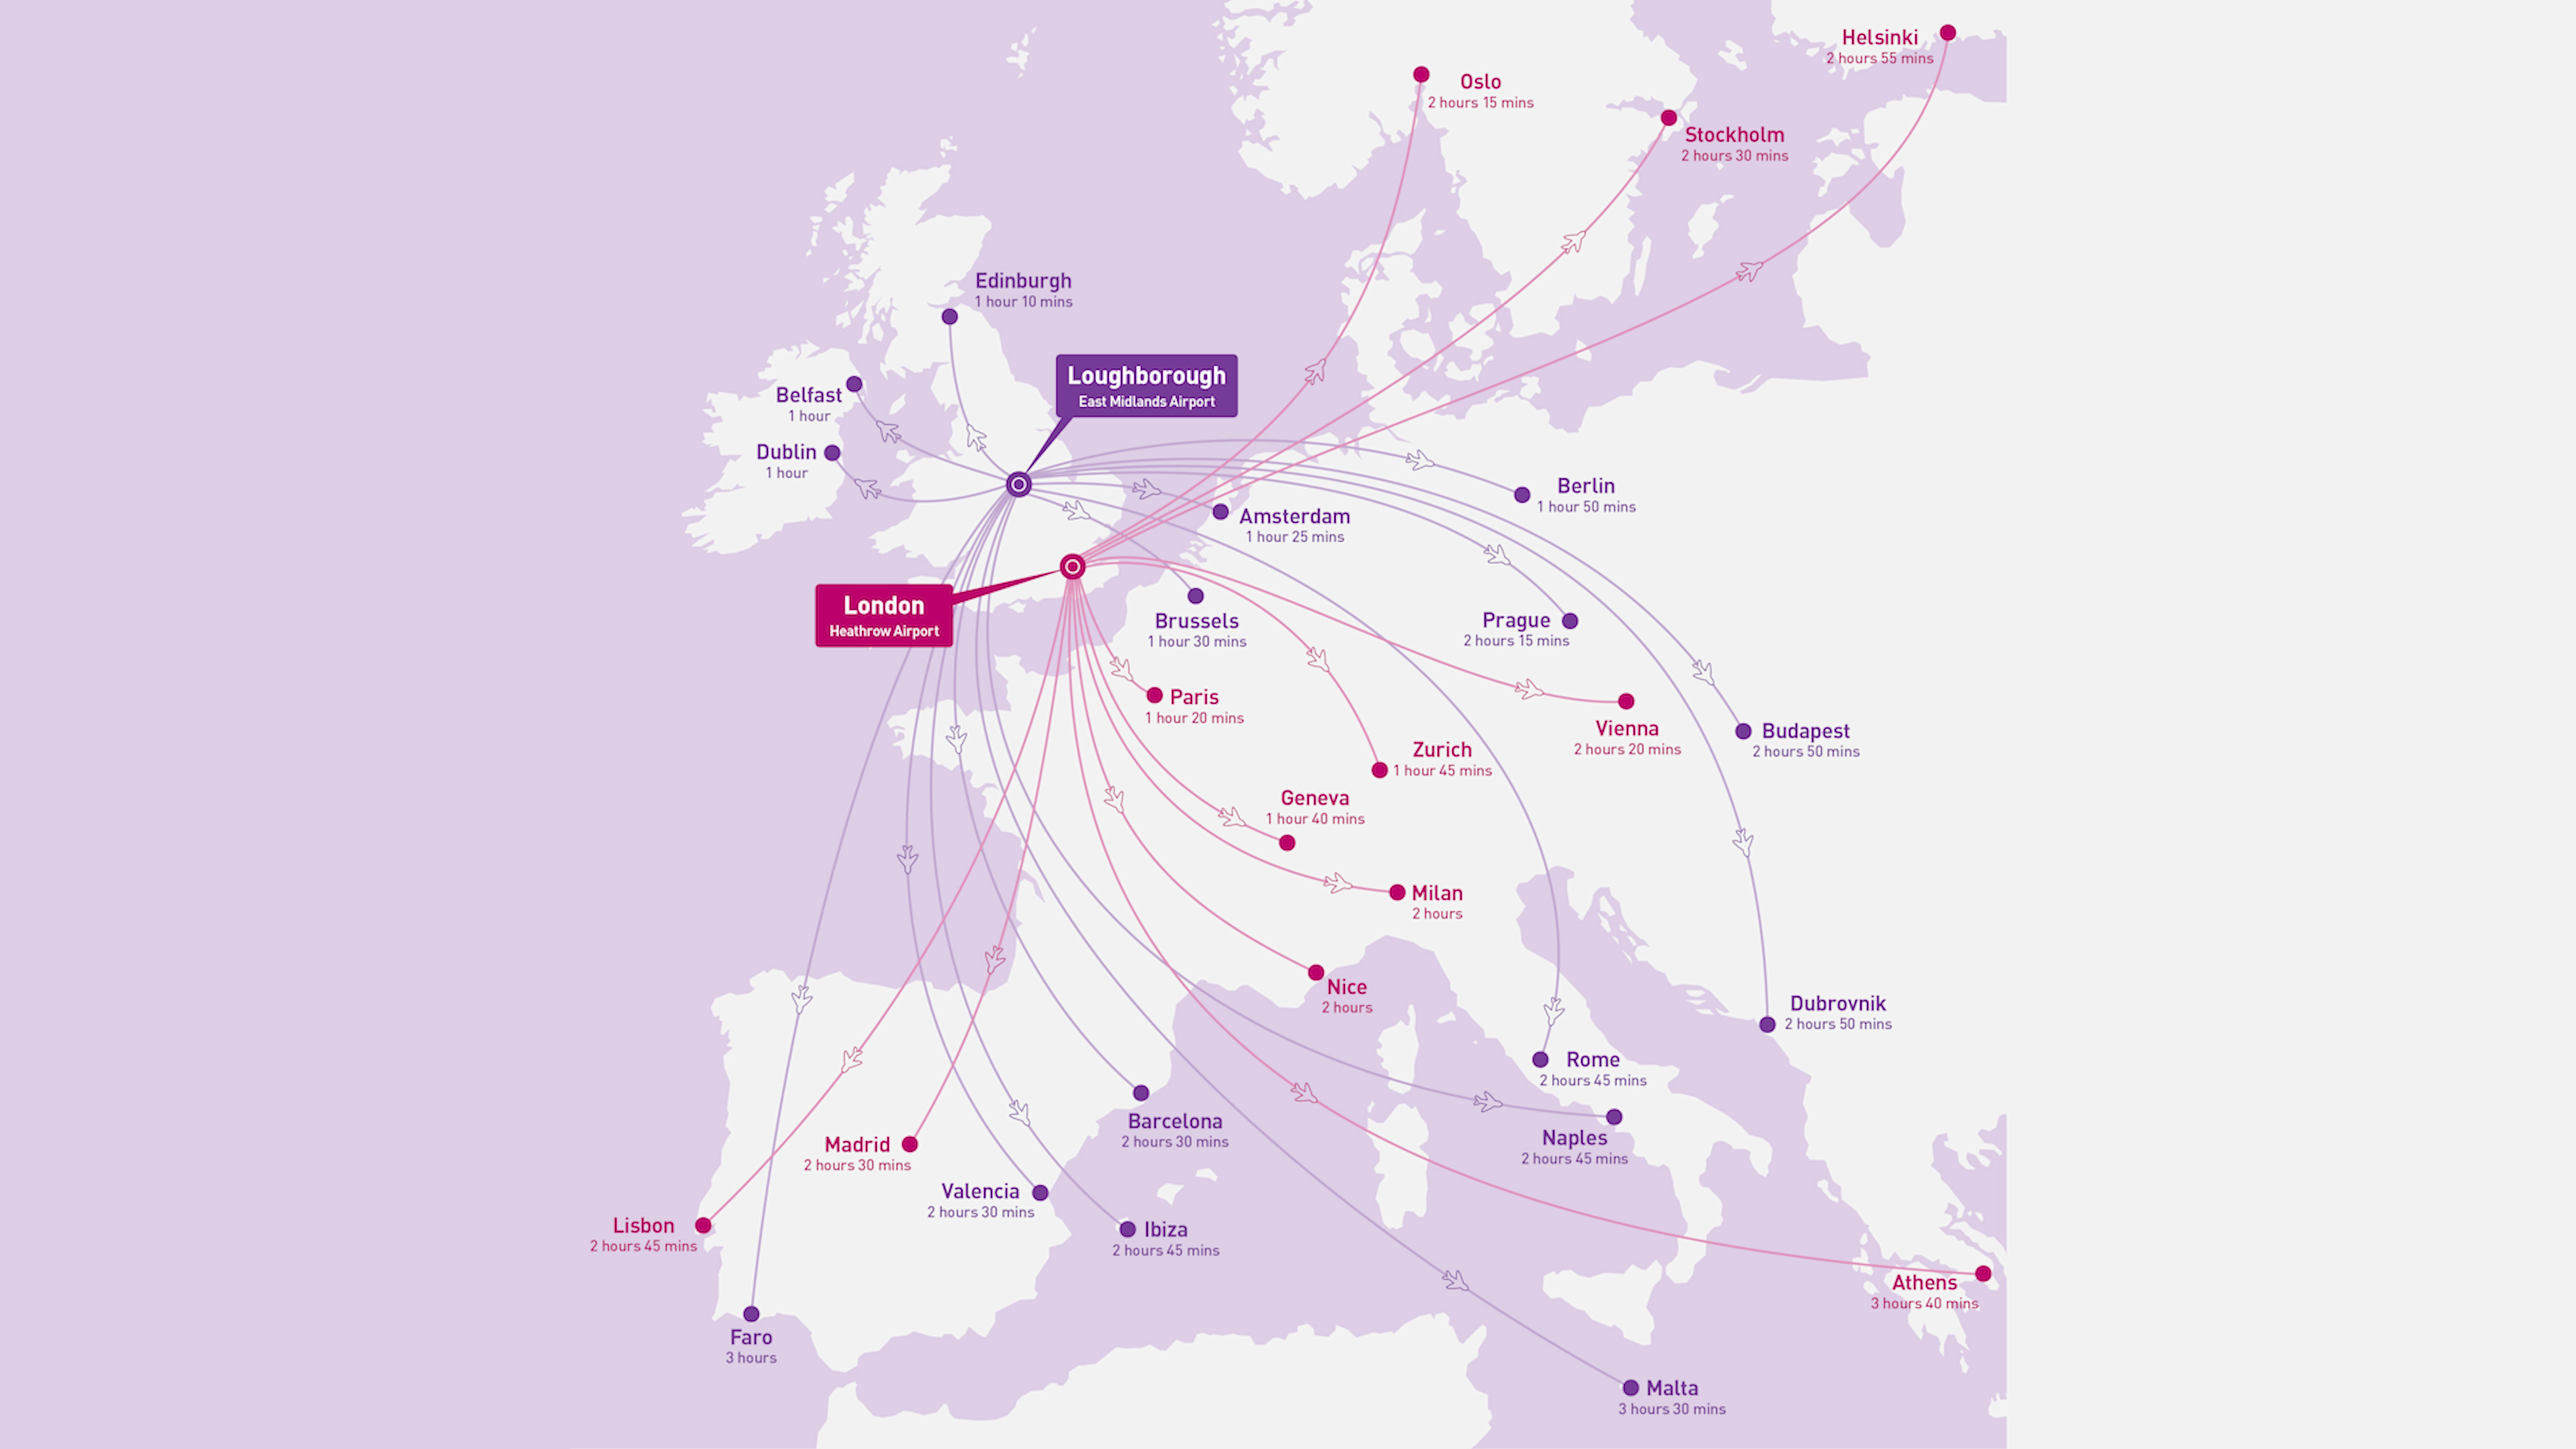 Helsinki
2 hours 55 mins
Oslo
2 hours 15 mins
Stockholm
2 hours 30 mins
Edinburgh
1 hour 10 mins
Loughborough
East Midlands Airport
Belfast
1 hour
Dublin
1 hour
Berlin
1 hour 50 mins
Amsterdam
1 hour 25 mins
London
Heathrow Airport
Brussels
1 hour 30 mins
Prague
2 hours 15 mins
Paris
1 hour 20 mins
Vienna
2 hours 20 mins
Budapest
2 hours 50 mins
Zurich
1 hour 45 mins
Geneva
1 hour 40 mins
Milan
2 hours
Nice
2 hours
Dubrovnik
2 hours 50 mins
Rome
2 hours 45 mins
Barcelona
2 hours 30 mins
Naples
2 hours 45 mins
Madrid
2 hours 30 mins
Valencia
2 hours 30 mins
Lisbon
2 hours 45 mins
Ibiza
2 hours 45 mins
Athens
3 hours 40 mins
Faro
3 hours
Malta
3 hours 30 mins